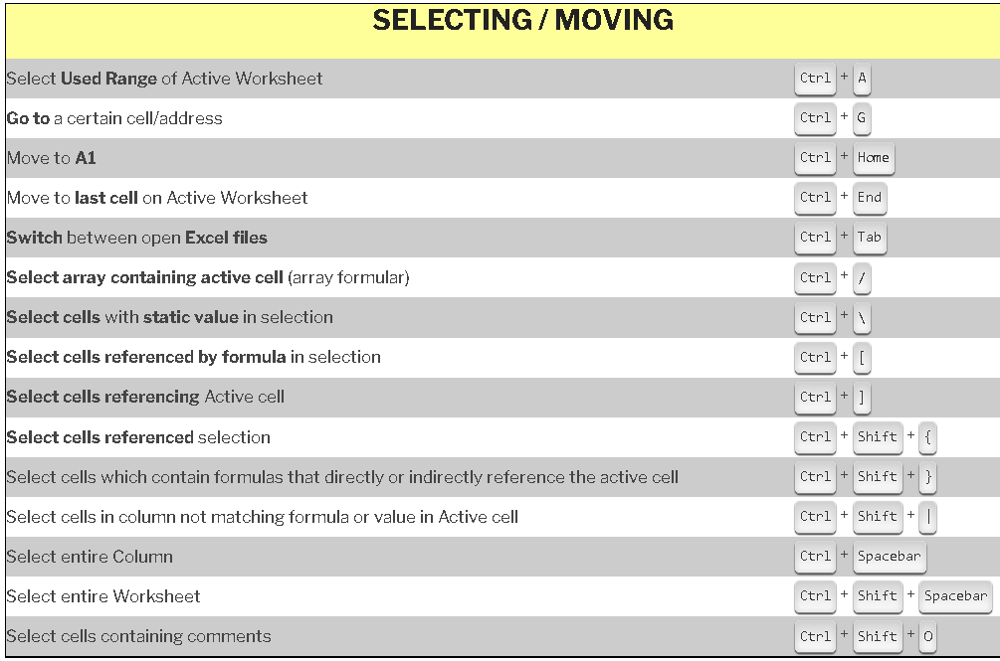 SELECTING / MOVING
Select Used Range of Active Worksheet Ctrl + A
Go to a certain cell/address Ctrl + G
Move to A1 Ctrl + Home
Move to last cell on Active Worksheet Ctrl + End
Switch between open Excel files Ctrl + Tab
Select array containing active cell (array formular) Ctrl + /
Select cells with static value in selection Ctrl + \
Select cells referenced by formula in selection Ctrl + [
Select cells referencing Active cell Ctrl + ]
Select cells referenced selection Ctrl + Shift + {
Select cells which contain formulas that directly or indirectly reference the active cell Ctrl + Shift + }
Select cells in column not matching formula or value in Active cell Ctrl + Shift + |
Select entire Column Ctrl + Spacebar
Select entire Worksheet Ctrl + Shift + Spacebar
Select cells containing comments Ctrl + Shift + O